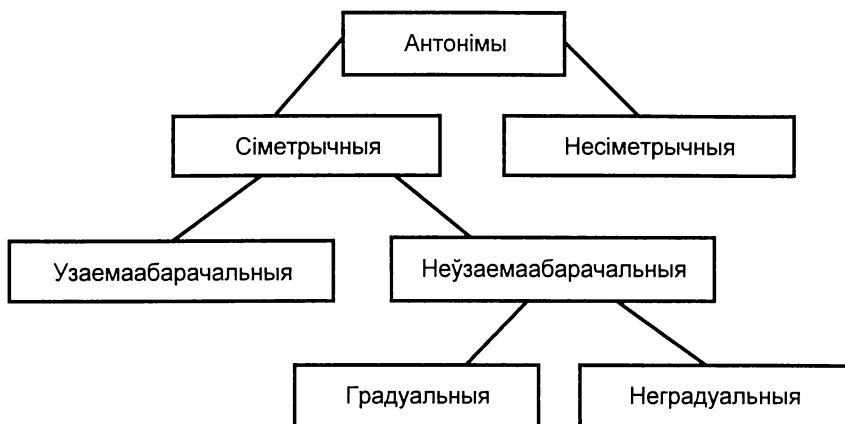 Антонімы
Сіметрычныя
Несіметрычныя
Узаемаабарачальныя
Неўзаемаабарачальныя
Градуальныя
Неградуальныя